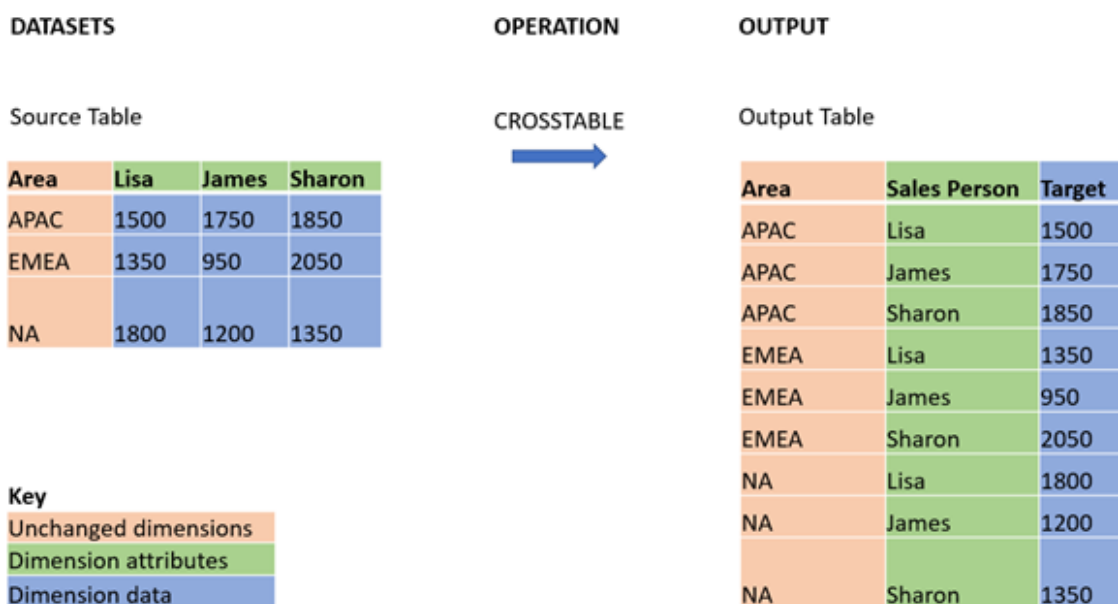 DATASETS OPERATION OUTPUT
Source Table CROSSTABLE Output Table
Area Lisa James Sharon
APAC 1500 1750 1850
EMEA 1350 950 2050
NA 1800 1200 1350
Area Sales Person Target
APAC Lisa 1500
APAC James 1750
APAC Sharon 1850
EMEA Lisa 1350
EMEA James 950
EMEA Sharon 2050
NA Lisa 1800
NA James 1200
NA Sharon 1350
Key
Unchanged dimensions
Dimension attributes
Dimension data